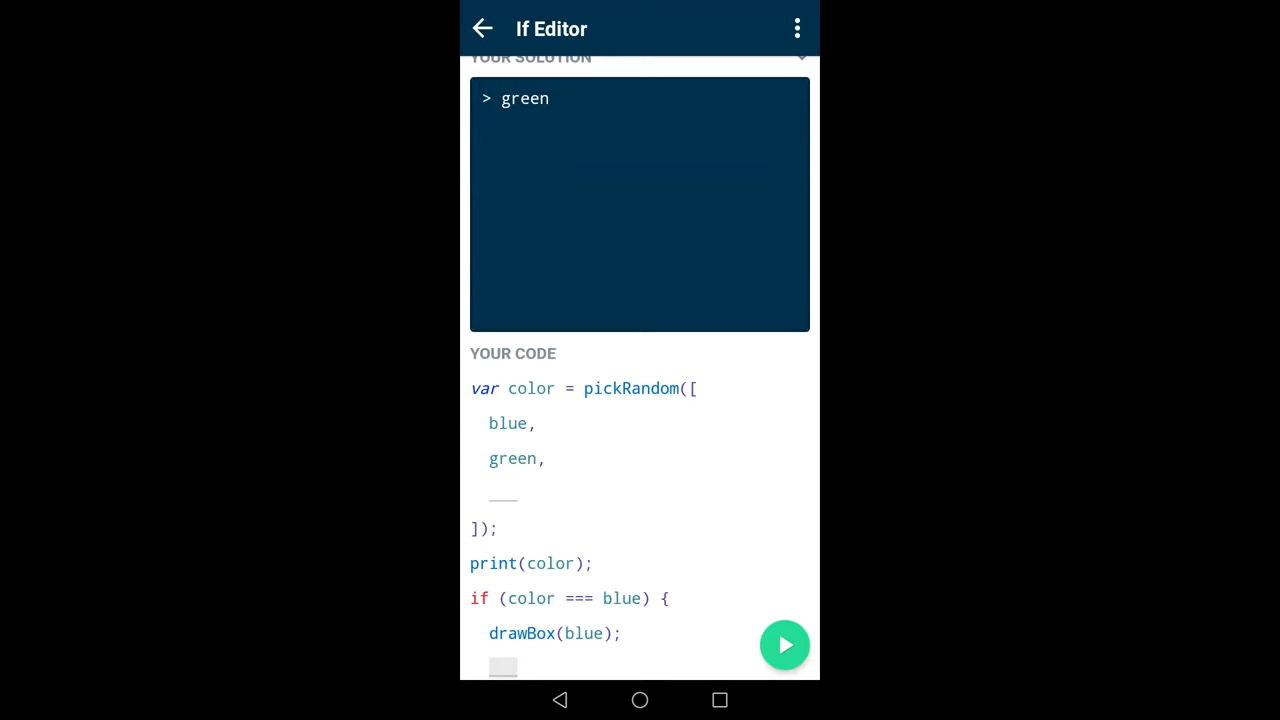 If Editor
YOUR SOLUTION
> green
YOUR CODE
var color = pickRandom([
blue,
green,
___
]);
print(color);
if (color === blue) {
drawBox(blue);